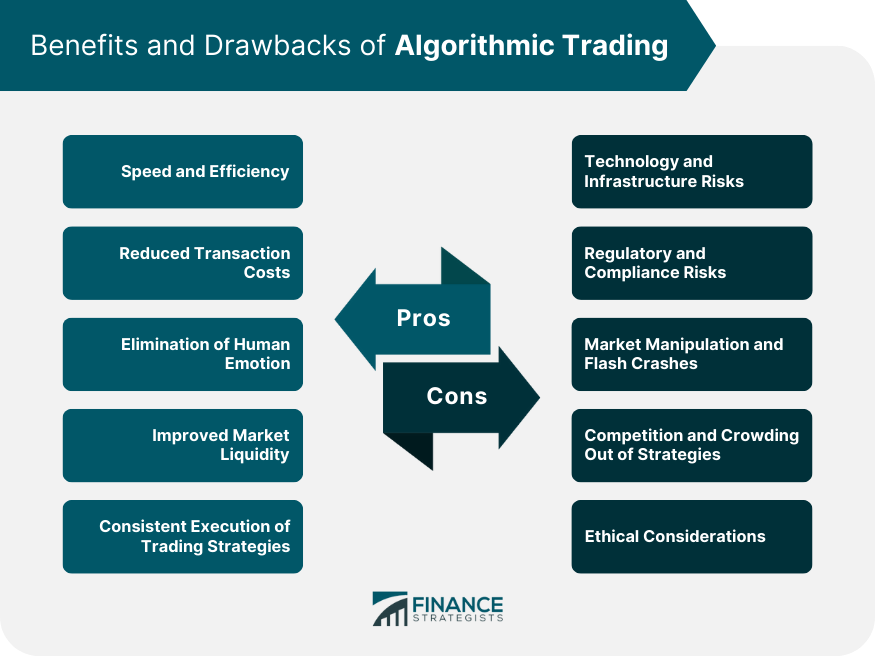 Benefits and Drawbacks of Algorithmic Trading
Speed and Efficiency
Reduced Transaction
Costs
Elimination of Human
Emotion
Improved Market
Liquidity
Consistent Execution of
Trading Strategies
Pros
Cons
Technology and
Infrastructure Risks
Regulatory and
Compliance Risks
Market Manipulation and
Flash Crashes
Competition and Crowding
Out of Strategies
Ethical Considerations
FINANCE
STRATEGISTS